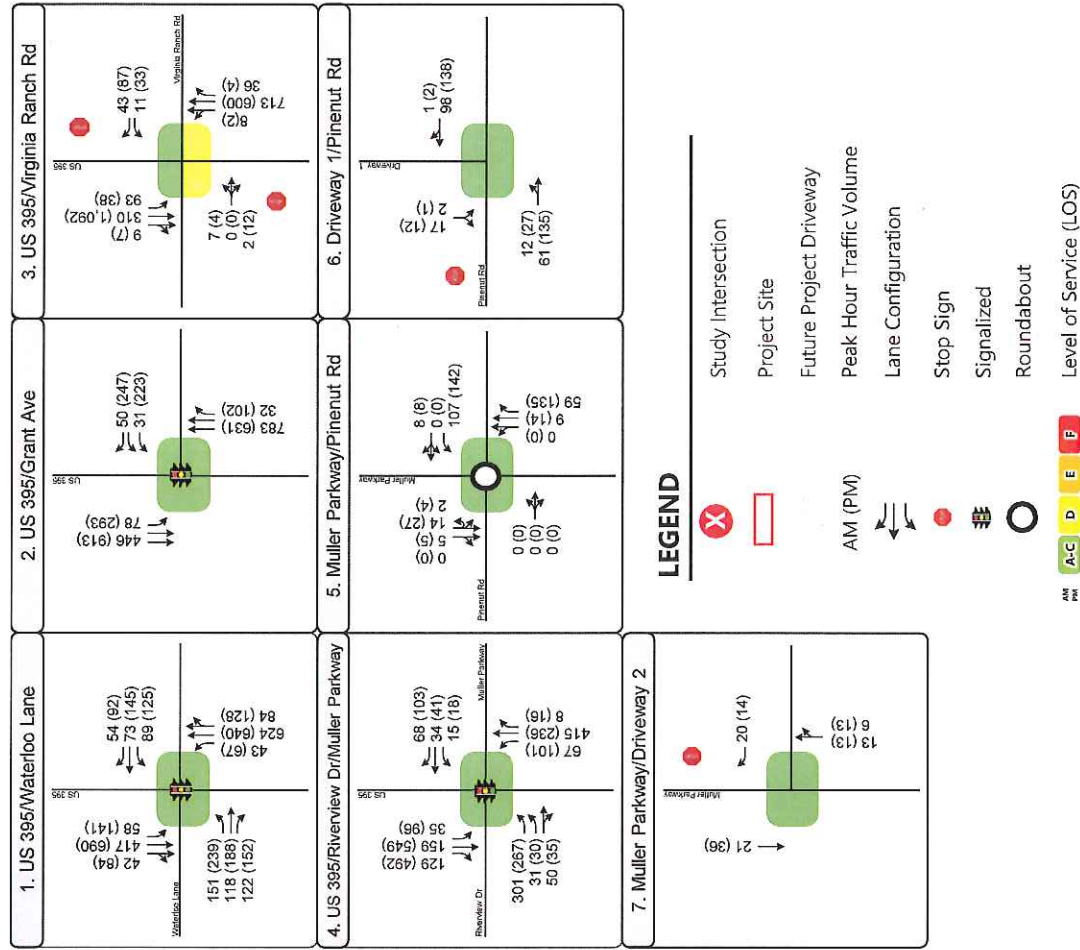 1. US 395/Waterloo Lane
US 395
Waterloo Lane
42 (84)
417 (690)
58 (141)
54 (92)
73 (145)
89 (125)
151 (239)
118 (188)
122 (152)
43 (67)
624 (640)
84 (128)
2. US 395/Grant Ave
US 395
446 (913)
78 (293)
50 (247)
31 (223)
783 (631)
32 (102)
3. US 395/Virginia Ranch Rd
US 395
Virginia Ranch Rd
9 (7)
310 (1,092)
93 (38)
43 (87)
11 (33)
7 (4)
0 (0)
2 (12)
8(2)
713 (600)
36 (4)
4. US 395/Riverview Dr/Muller Parkway
US 395
Riverview Dr
Muller Parkway
129 (492)
159 (549)
35 (96)
68 (103)
34 (41)
15 (18)
301 (267)
31 (30)
50 (35)
67 (101)
415 (236)
8 (16)
5. Muller Parkway/Pinenut Rd
Muller Parkway
Pinenut Rd
0 (0)
5 (5)
14 (27)
2 (4)
8 (8)
0 (0)
107 (142)
0 (0)
0 (0)
0 (0)
0 (0)
9 (14)
59 (135)
6. Driveway 1/Pinenut Rd
Driveway 1
Pinenut Rd
17 (12)
2 (1)
1 (2)
98 (138)
12 (27)
61 (135)
7. Muller Parkway/Driveway 2
Muller Parkway
21 (36)
20 (14)
13 (13)
6 (13)
LEGEND
X Study Intersection
Project Site
Future Project Driveway
AM (PM) Peak Hour Traffic Volume
Lane Configuration
Stop Sign
Signalized
Roundabout
AM PM A-C D E F Level of Service (LOS)